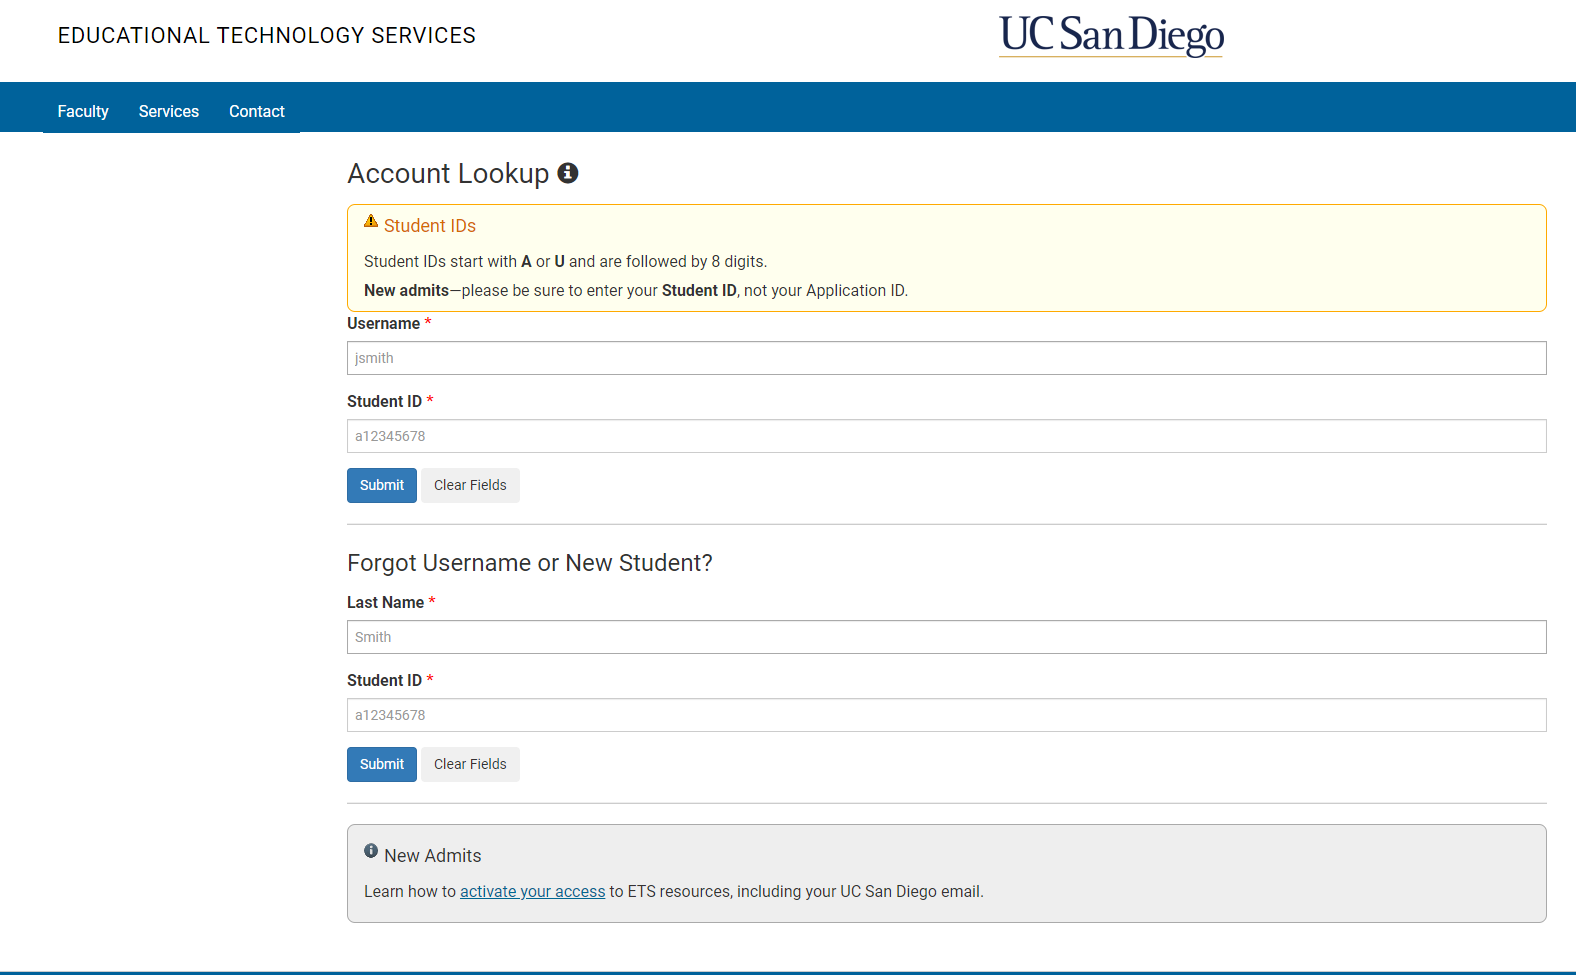 EDUCATIONAL TECHNOLOGY SERVICES
UC San Diego
Faculty Services Contact
Account Lookup
Student IDs
Student IDs start with A or U and are followed by 8 digits.
New admits—please be sure to enter your Student ID, not your Application ID.
Username *
jsmith
Student ID *
a12345678
Submit Clear Fields
Forgot Username or New Student?
Last Name *
Smith
Student ID *
a12345678
Submit Clear Fields
New Admits
Learn how to activate your access to ETS resources, including your UC San Diego email.